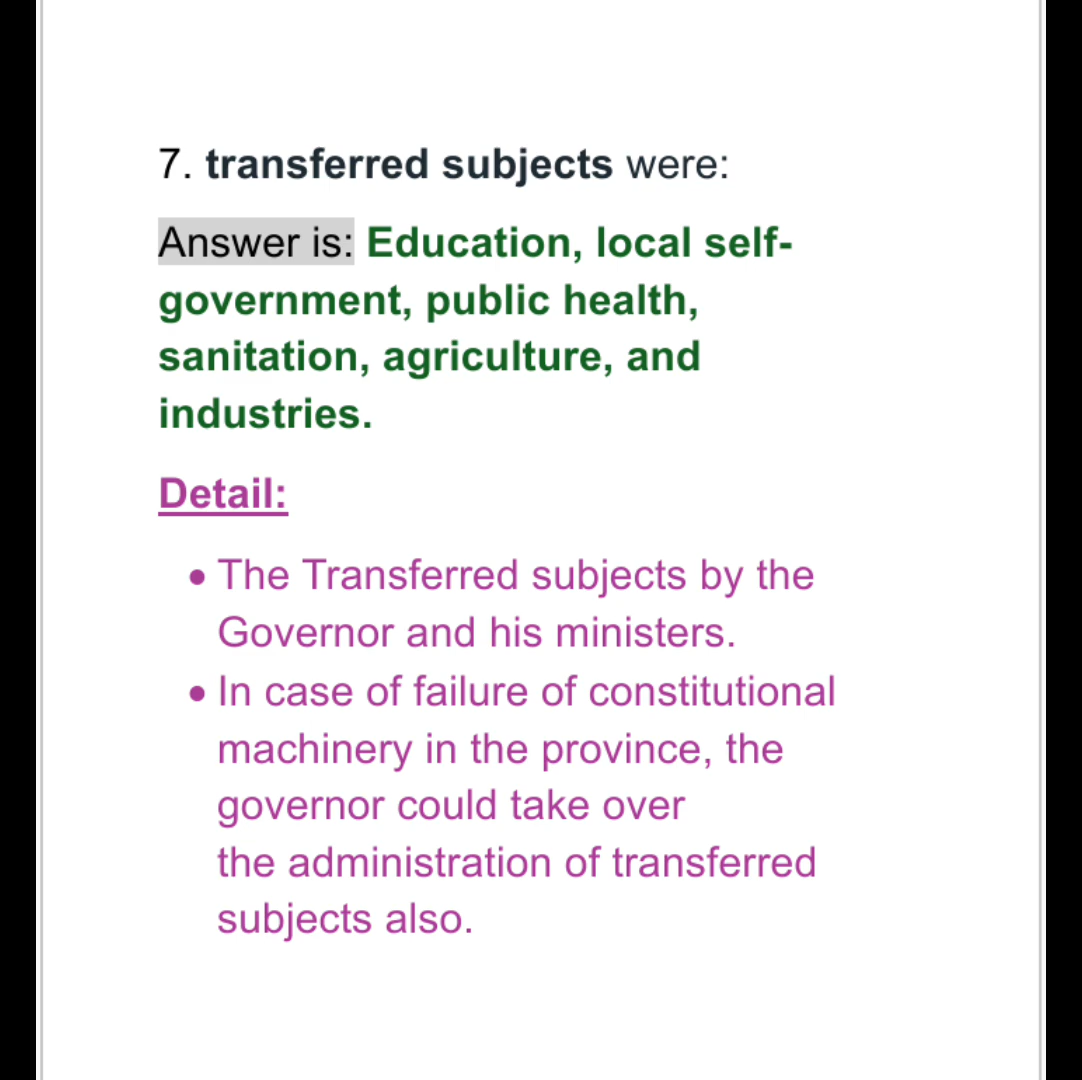 7. transferred subjects were:
Answer is: Education, local self-
government, public health,
sanitation, agriculture, and
industries.
Detail:
• The Transferred subjects by the
Governor and his ministers.
• In case of failure of constitutional
machinery in the province, the
governor could take over
the administration of transferred
subjects also.